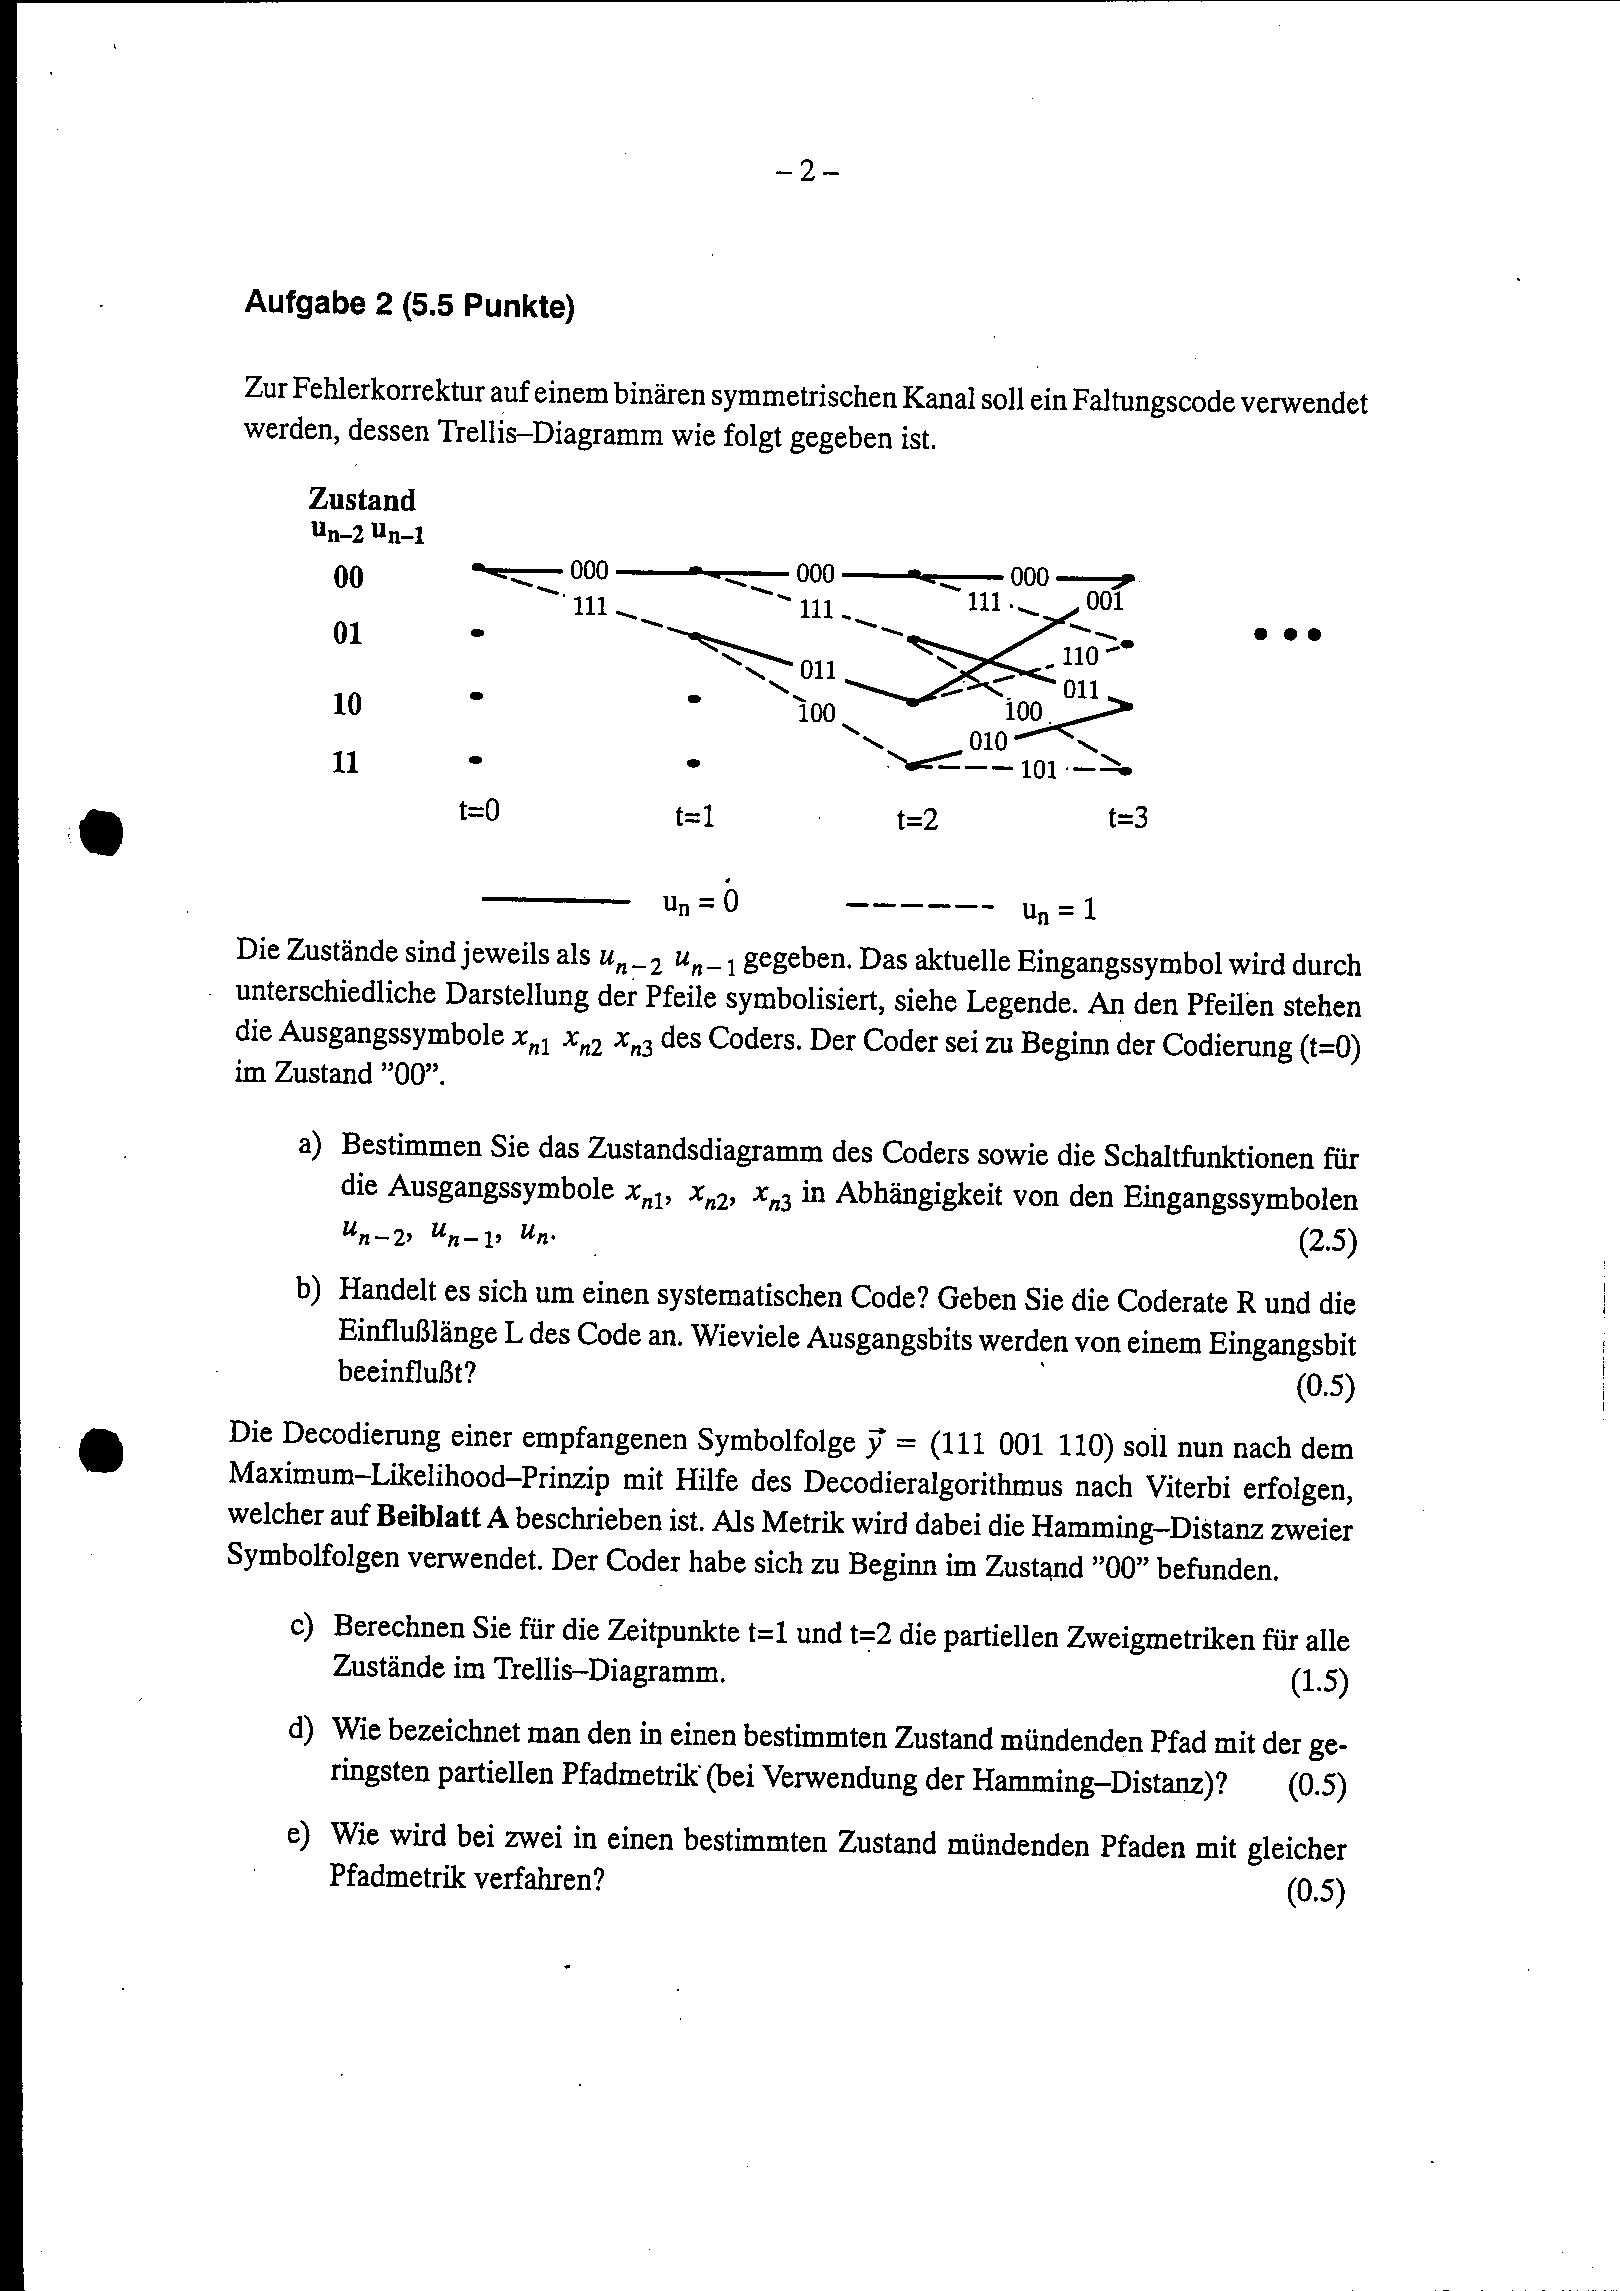 – 2 –
Aufgabe 2 (5.5 Punkte)
Zur Fehlerkorrektur auf einem binären symmetrischen Kanal soll ein Faltungscode verwendet
werden, dessen Trellis–Diagramm wie folgt gegeben ist.
Zustand
u_{n–2} u_{n–1}
00 000 000 000
111 111 111 001
01
110
011 011
10 100 100
010
11 101
t=0 t=1 t=2 t=3
u_n = 0 u_n = 1
Die Zustände sind jeweils als u_{n–2} u_{n–1} gegeben. Das aktuelle Eingangssymbol wird durch
unterschiedliche Darstellung der Pfeile symbolisiert, siehe Legende. An den Pfeilen stehen
die Ausgangssymbole x_{n1} x_{n2} x_{n3} des Coders. Der Coder sei zu Beginn der Codierung (t=0)
im Zustand ”00”.
a) Bestimmen Sie das Zustandsdiagramm des Coders sowie die Schaltfunktionen für
die Ausgangssymbole x_{n1}, x_{n2}, x_{n3} in Abhängigkeit von den Eingangssymbolen
u_{n–2}, u_{n–1}, u_n. (2.5)
b) Handelt es sich um einen systematischen Code? Geben Sie die Coderate R und die
Einflußlänge L des Code an. Wieviele Ausgangsbits werden von einem Eingangsbit
beeinflußt? (0.5)
Die Decodierung einer empfangenen Symbolfolge y⃗ = (111 001 110) soll nun nach dem
Maximum–Likelihood–Prinzip mit Hilfe des Decodieralgorithmus nach Viterbi erfolgen,
welcher auf Beiblatt A beschrieben ist. Als Metrik wird dabei die Hamming–Distanz zweier
Symbolfolgen verwendet. Der Coder habe sich zu Beginn im Zustand ”00” befunden.
c) Berechnen Sie für die Zeitpunkte t=1 und t=2 die partiellen Zweigmetriken für alle
Zustände im Trellis–Diagramm. (1.5)
d) Wie bezeichnet man den in einen bestimmten Zustand mündenden Pfad mit der ge-
ringsten partiellen Pfadmetrik (bei Verwendung der Hamming–Distanz)? (0.5)
e) Wie wird bei zwei in einen bestimmten Zustand mündenden Pfaden mit gleicher
Pfadmetrik verfahren? (0.5)